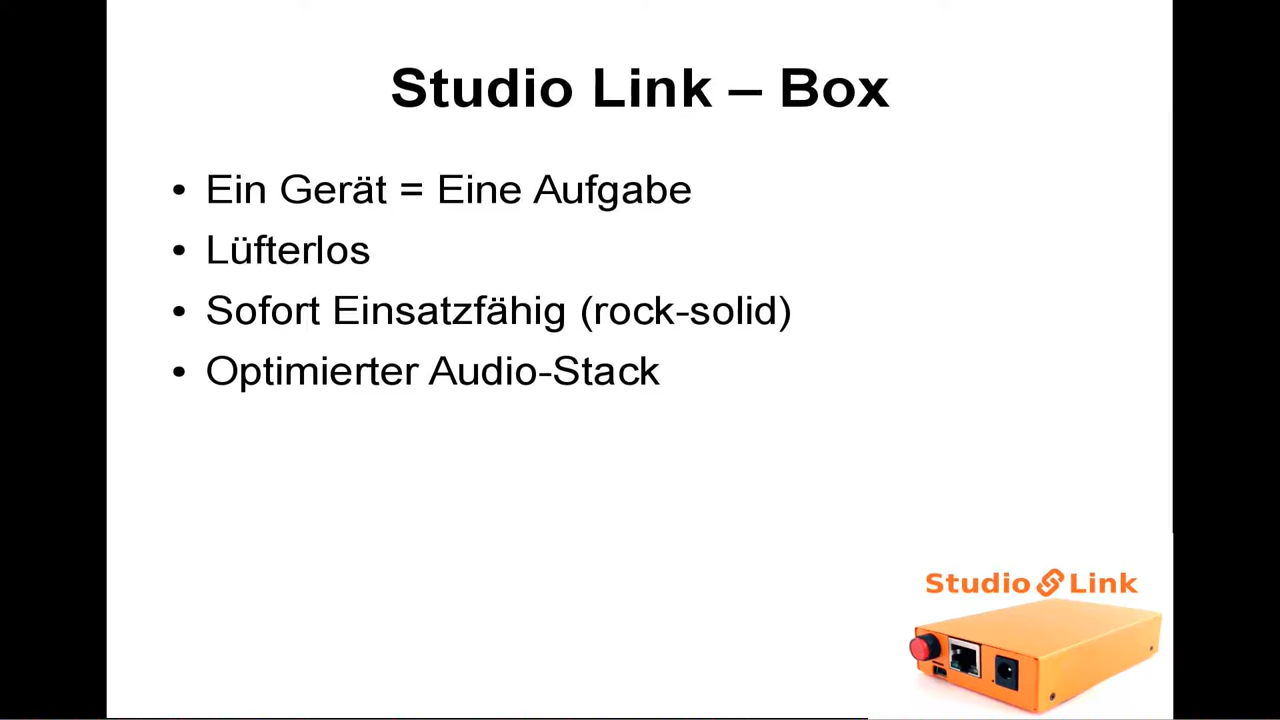 Studio Link – Box
• Ein Gerät = Eine Aufgabe
• Lüfterlos
• Sofort Einsatzfähig (rock-solid)
• Optimierter Audio-Stack
Studio Link